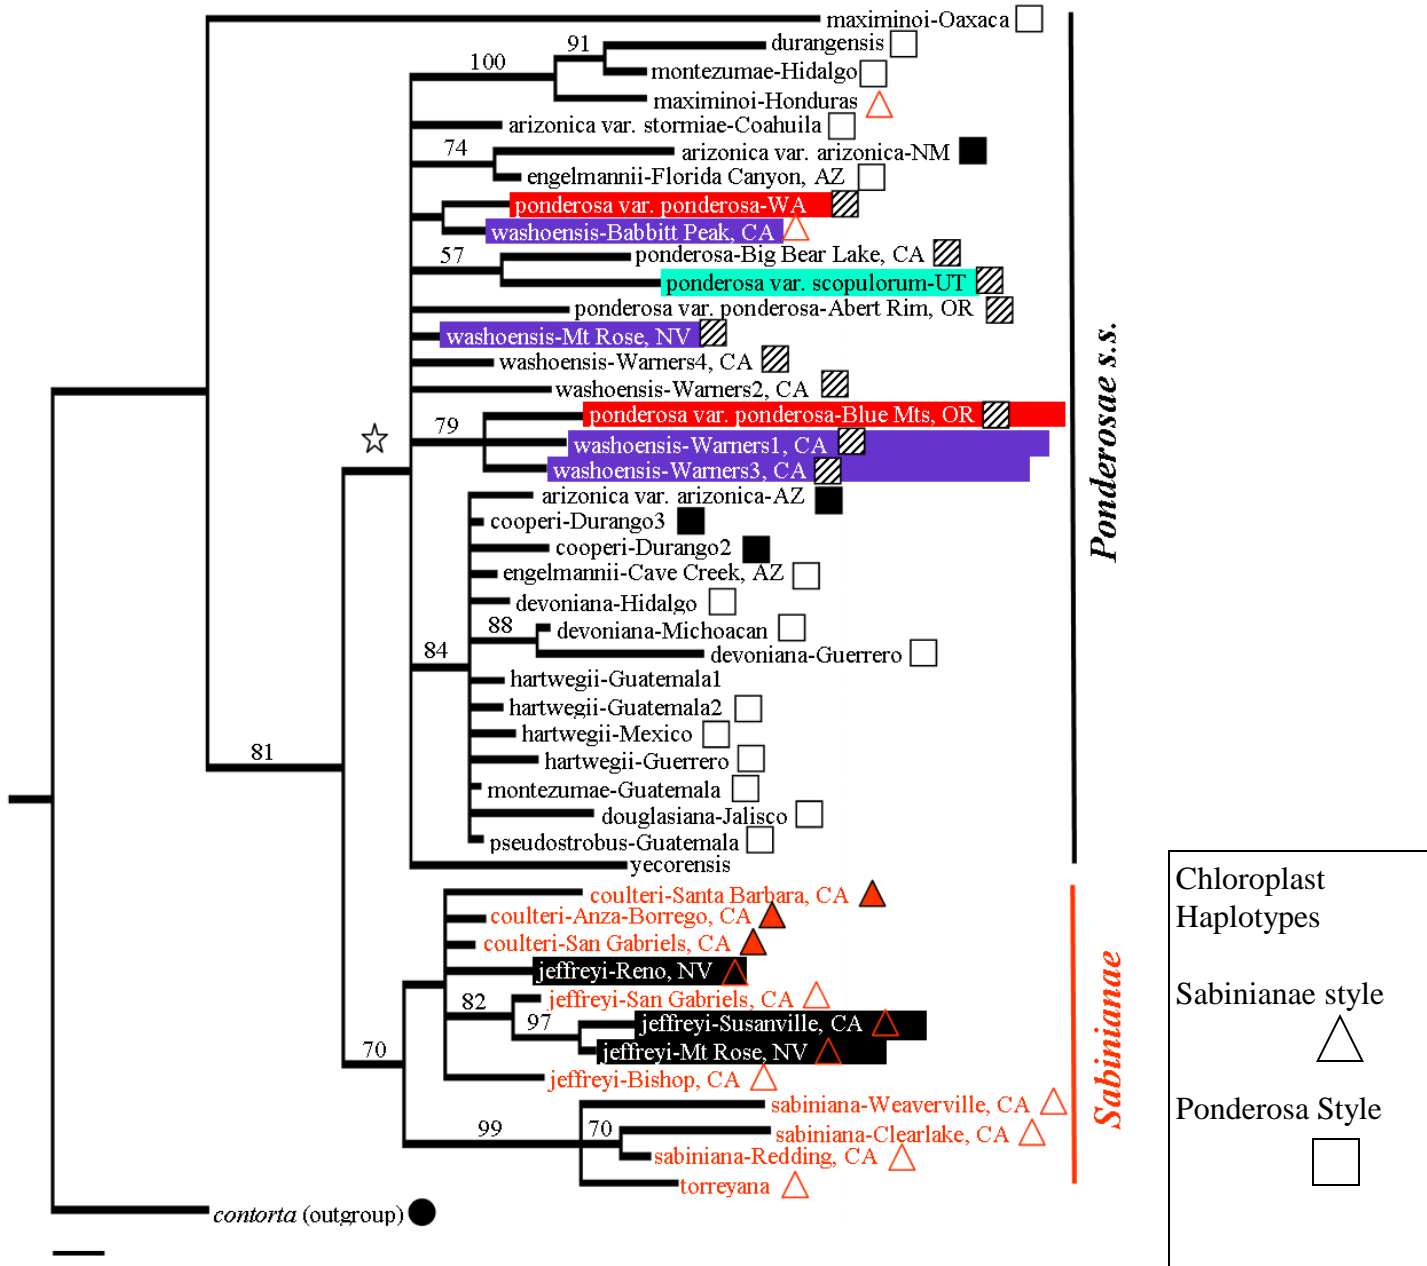 maximinoi-Oaxaca
durangensis
91
100
montezumae-Hidalgo
maximinoi-Honduras
arizonica var. stormiae-Coahuila
74
arizonica var. arizonica-NM
engelmannii-Florida Canyon, AZ
ponderosa var. ponderosa-WA
washoensis-Babbitt Peak, CA
57
ponderosa-Big Bear Lake, CA
ponderosa var. scopulorum-UT
ponderosa var. ponderosa-Abert Rim, OR
washoensis-Mt Rose, NV
washoensis-Warners4, CA
washoensis-Warners2, CA
79
ponderosa var. ponderosa-Blue Mts, OR
washoensis-Warners1, CA
washoensis-Warners3, CA
arizonica var. arizonica-AZ
cooperi-Durango3
cooperi-Durango2
engelmannii-Cave Creek, AZ
devoniana-Hidalgo
88
devoniana-Michoacan
84
devoniana-Guerrero
hartwegii-Guatemala1
hartwegii-Guatemala2
hartwegii-Mexico
hartwegii-Guerrero
montezumae-Guatemala
douglasiana-Jalisco
pseudostrobus-Guatemala
yecorensis
81
Ponderosae s.s.
coulteri-Santa Barbara, CA
coulteri-Anza-Borrego, CA
coulteri-San Gabriels, CA
jeffreyi-Reno, NV
82
jeffreyi-San Gabriels, CA
97
jeffreyi-Susanville, CA
jeffreyi-Mt Rose, NV
70
jeffreyi-Bishop, CA
sabiniana-Weaverville, CA
99
70
sabiniana-Clearlake, CA
sabiniana-Redding, CA
torreyana
Sabinianae
contorta (outgroup)
Chloroplast
Haplotypes
Sabinianae style
Ponderosa Style